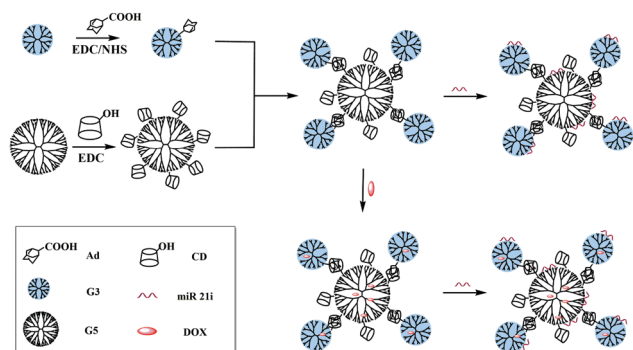 COOH
EDC/NHS
OH
EDC
COOH
Ad
OH
CD
G3
miR 21i
G5
DOX